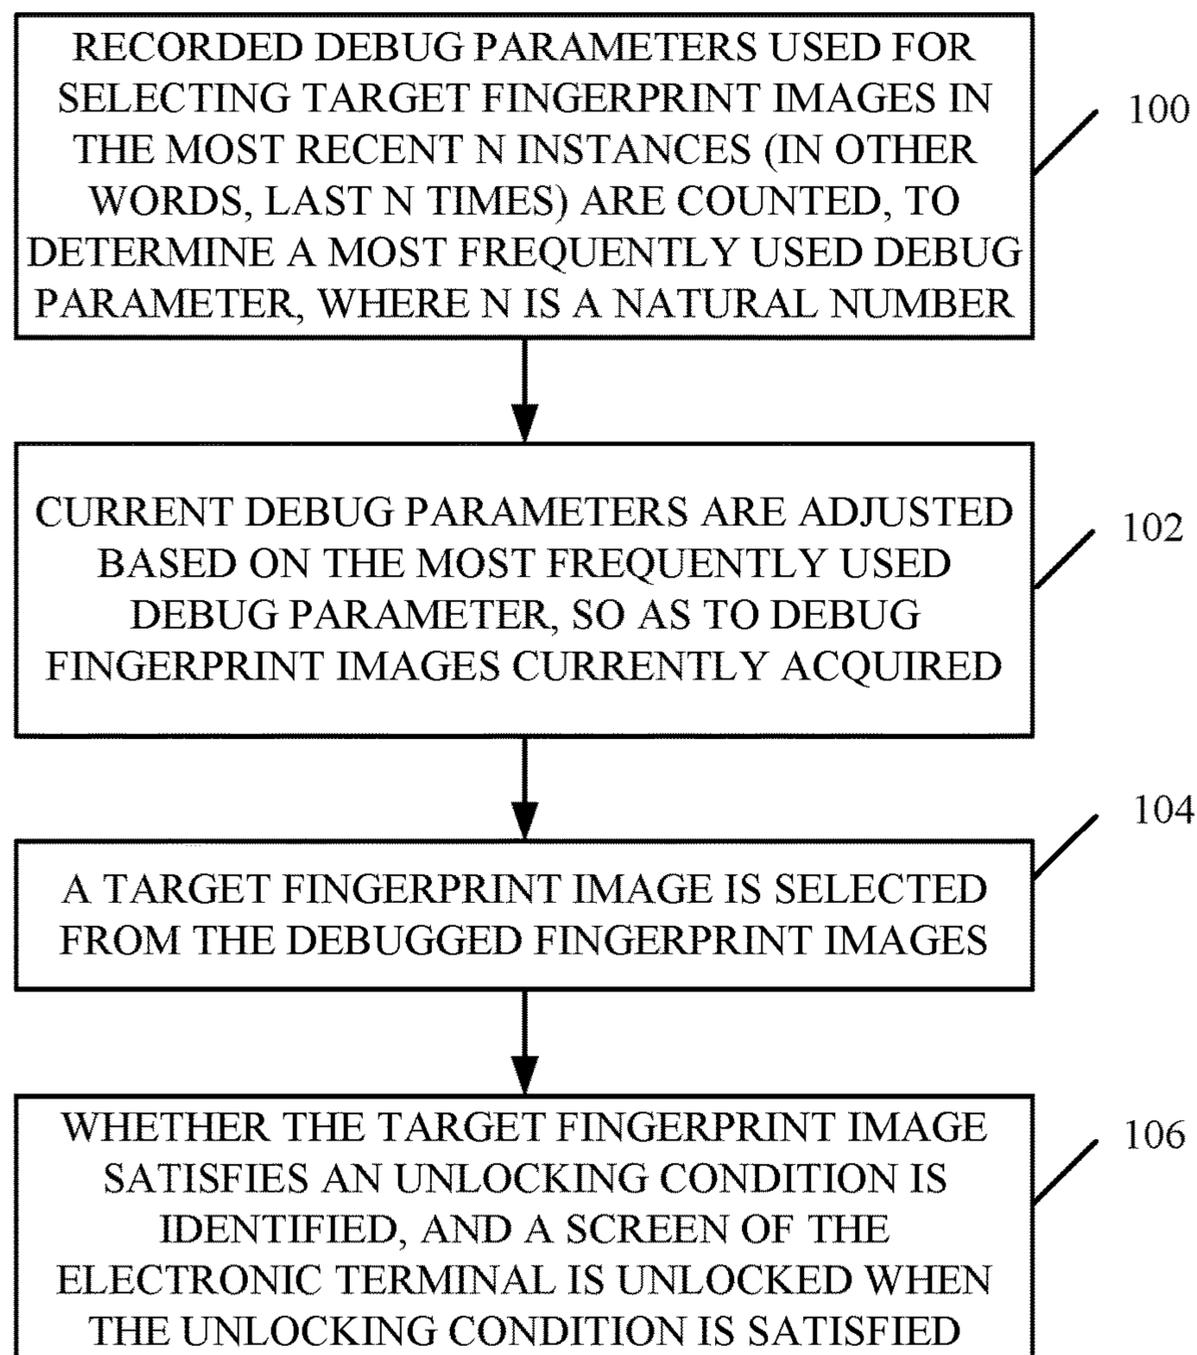 RECORDED DEBUG PARAMETERS USED FOR
SELECTING TARGET FINGERPRINT IMAGES IN
THE MOST RECENT N INSTANCES (IN OTHER
WORDS, LAST N TIMES) ARE COUNTED, TO
DETERMINE A MOST FREQUENTLY USED DEBUG
PARAMETER, WHERE N IS A NATURAL NUMBER
100
CURRENT DEBUG PARAMETERS ARE ADJUSTED
BASED ON THE MOST FREQUENTLY USED
DEBUG PARAMETER, SO AS TO DEBUG
FINGERPRINT IMAGES CURRENTLY ACQUIRED
102
A TARGET FINGERPRINT IMAGE IS SELECTED
FROM THE DEBUGGED FINGERPRINT IMAGES
104
WHETHER THE TARGET FINGERPRINT IMAGE
SATISFIES AN UNLOCKING CONDITION IS
IDENTIFIED, AND A SCREEN OF THE
ELECTRONIC TERMINAL IS UNLOCKED WHEN
THE UNLOCKING CONDITION IS SATISFIED
106